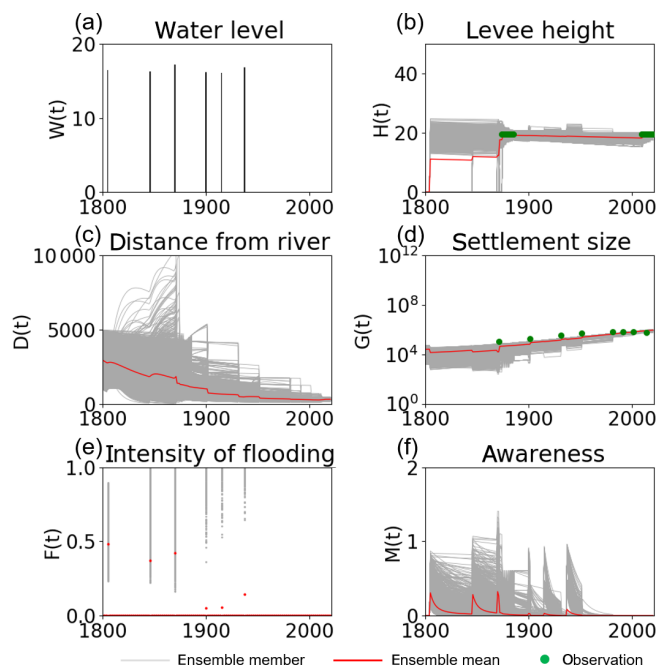 (a) Water level
(b) Levee height
W(t)
20
10
0
1800 1900 2000
H(t)
40
20
0
1800 1900 2000
(c) Distance from river
(d) Settlement size
D(t)
10 000
5000
0
1800 1900 2000
G(t)
10^12
10^8
10^4
10^0
1800 1900 2000
(e) Intensity of flooding
(f) Awareness
F(t)
1.0
0.5
0.0
1800 1900 2000
M(t)
2
1
0
1800 1900 2000
Ensemble member Ensemble mean Observation